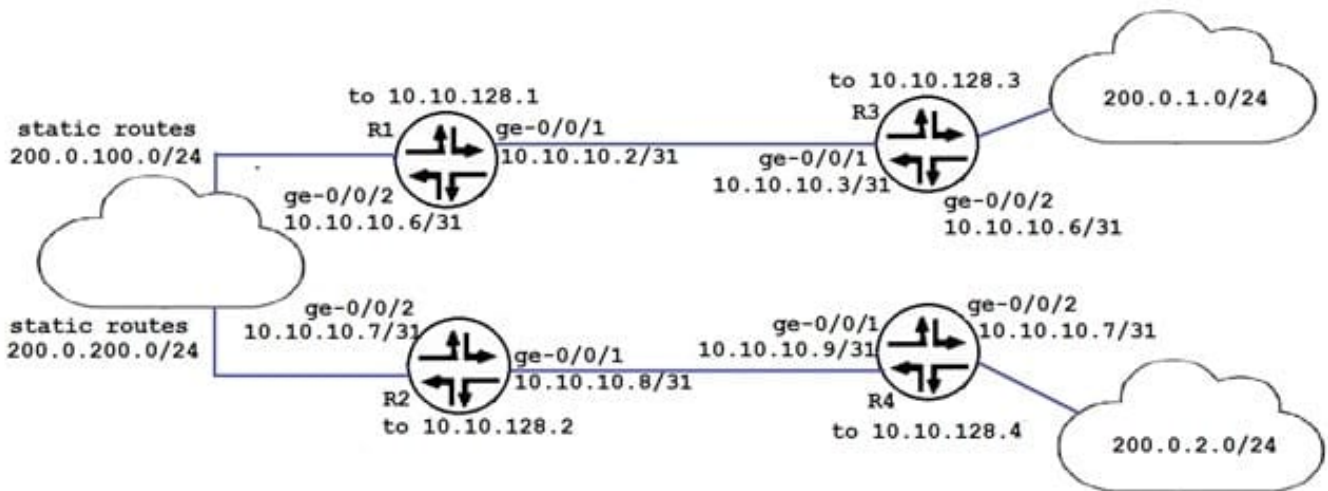 static routes
200.0.100.0/24
to 10.10.128.1
R1
ge-0/0/1
10.10.10.2/31
ge-0/0/2
10.10.10.6/31
to 10.10.128.3
R3
ge-0/0/1
10.10.10.3/31
ge-0/0/2
10.10.10.6/31
200.0.1.0/24
static routes
200.0.200.0/24
ge-0/0/2
10.10.10.7/31
R2
to 10.10.128.2
ge-0/0/1
10.10.10.8/31
ge-0/0/1
10.10.10.9/31
R4
to 10.10.128.4
ge-0/0/2
10.10.10.7/31
200.0.2.0/24